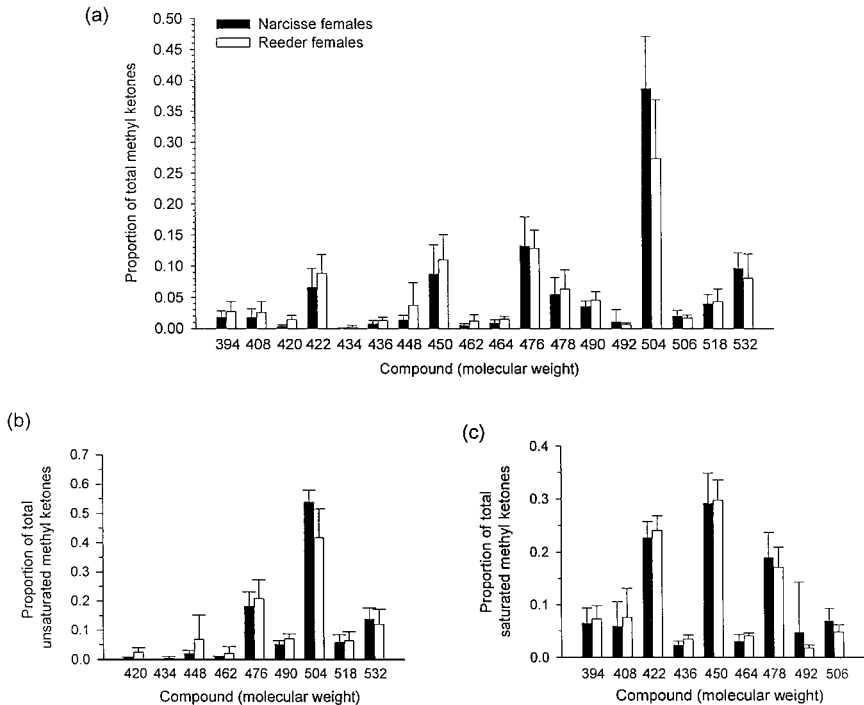 (a)
Narcisse females
Reeder females
Proportion of total methyl ketones
0.50
0.45
0.40
0.35
0.30
0.25
0.20
0.15
0.10
0.05
0.00
394 408 420 422 434 436 448 450 462 464 476 478 490 492 504 506 518 532
Compound (molecular weight)
(b)
Proportion of total
unsaturated methyl ketones
0.7
0.6
0.5
0.4
0.3
0.2
0.1
0.0
420 434 448 462 476 490 504 518 532
Compound (molecular weight)
(c)
Proportion of total
saturated methyl ketones
0.4
0.3
0.2
0.1
0.0
394 408 422 436 450 464 478 492 506
Compound (molecular weight)